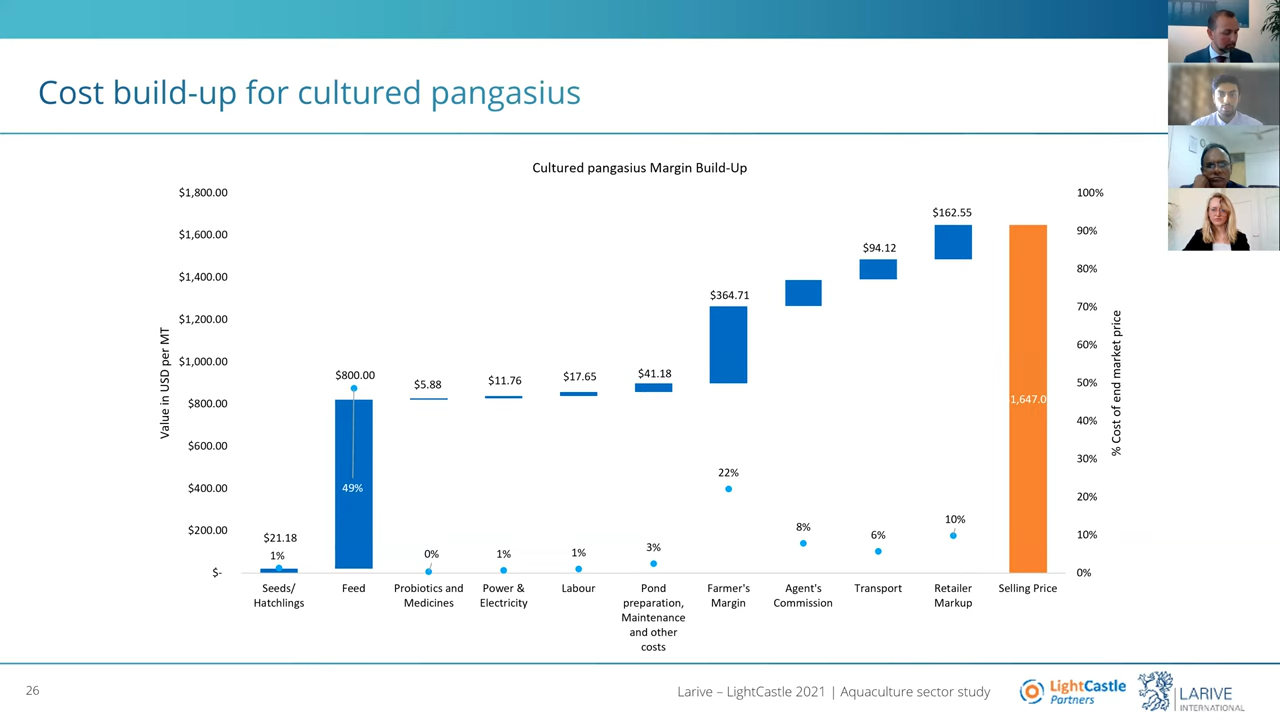 Cost build-up for cultured pangasius
Cultured pangasius Margin Build-Up
$1,800.00
$1,600.00
$1,400.00
$1,200.00
$1,000.00
$800.00
$600.00
$400.00
$200.00
$-
Value in USD per MT
100%
90%
80%
70%
60%
50%
40%
30%
20%
10%
0%
% Cost of end market price
$21.18
$800.00
$5.88
$11.76
$17.65
$41.18
$364.71
$94.12
$162.55
1,647.0
1%
49%
0%
1%
1%
3%
22%
8%
6%
10%
Seeds/
Hatchlings
Feed
Probiotics and
Medicines
Power &
Electricity
Labour
Pond
preparation,
Maintenance
and other
costs
Farmer's
Margin
Agent's
Commission
Transport
Retailer
Markup
Selling Price
26
Larive – LightCastle 2021 | Aquaculture sector study
LightCastle
Partners
LARIVE
INTERNATIONAL